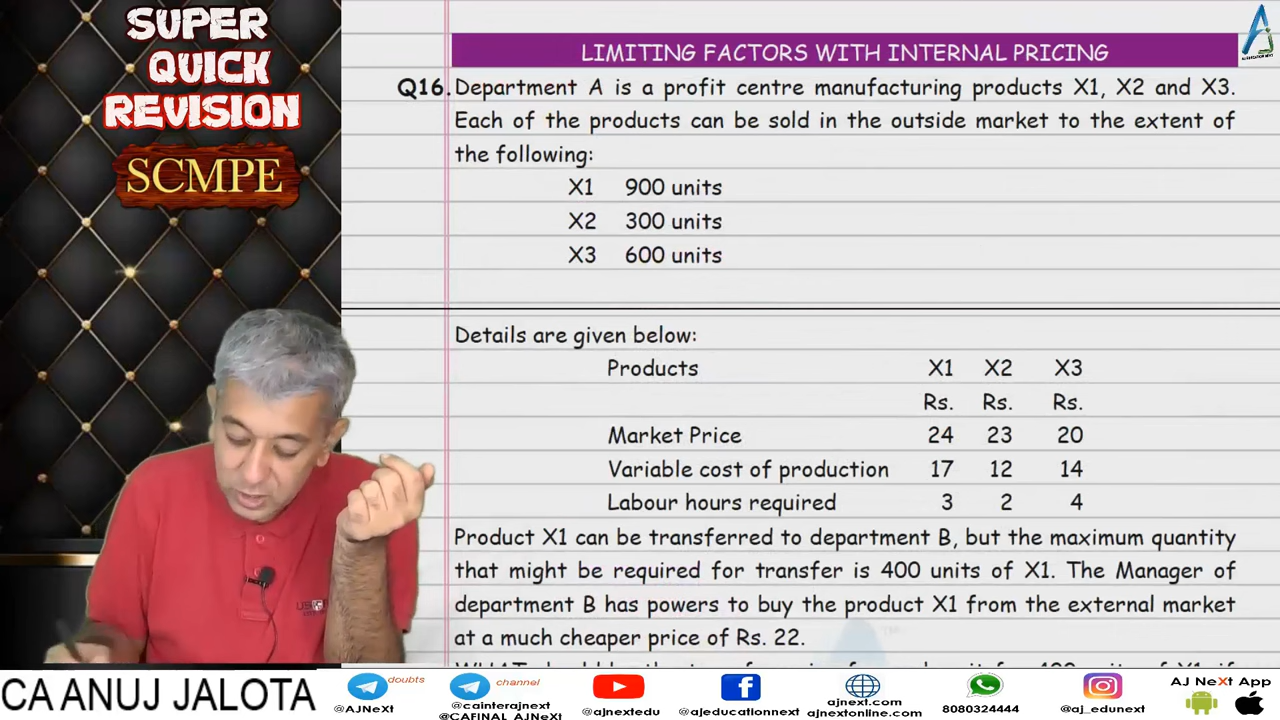 SUPER
QUICK
REVISION
SCMPE
LIMITING FACTORS WITH INTERNAL PRICING
Q16. Department A is a profit centre manufacturing products X1, X2 and X3.
Each of the products can be sold in the outside market to the extent of
the following:
X1 900 units
X2 300 units
X3 600 units
Details are given below:
Products X1 X2 X3
Rs. Rs. Rs.
Market Price 24 23 20
Variable cost of production 17 12 14
Labour hours required 3 2 4
Product X1 can be transferred to department B, but the maximum quantity
that might be required for transfer is 400 units of X1. The Manager of
department B has powers to buy the product X1 from the external market
at a much cheaper price of Rs. 22.
CA ANUJ JALOTA
doubts
@AJNeXt
channel
@cainterajnext
@CAFINAL_AJNeXt
@ajnextedu
@ajeducationnext
ajnext.com
ajnextonline.com
8080324444
@aj_edunext
AJ NeXt App